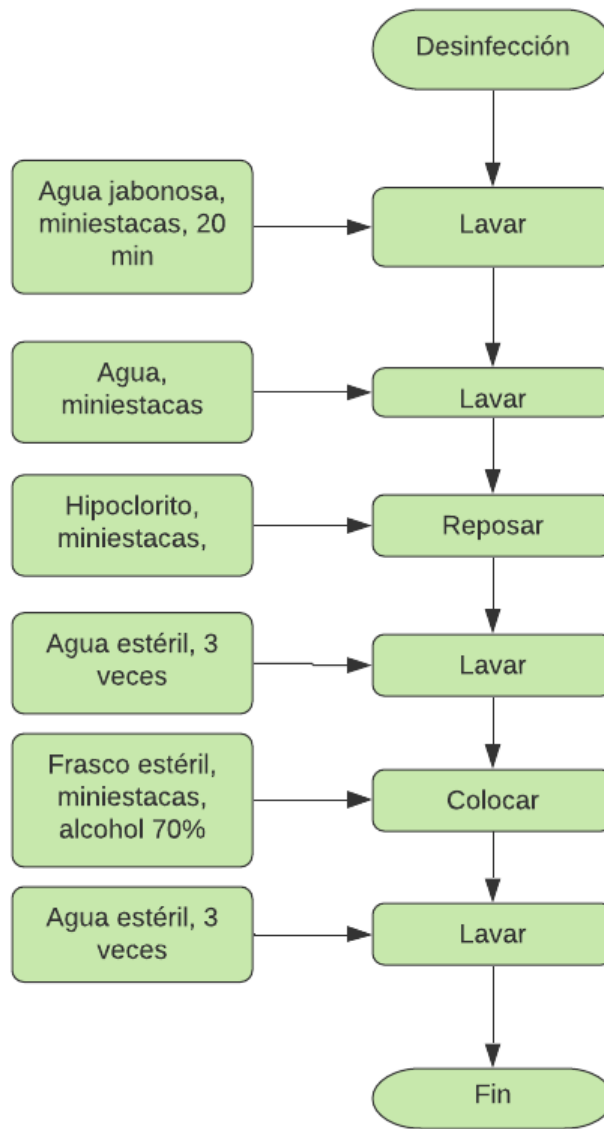 Desinfección
Agua jabonosa,
miniestacas, 20
min
Lavar
Agua,
miniestacas
Lavar
Hipoclorito,
miniestacas,
Reposar
Agua estéril, 3
veces
Lavar
Frasco estéril,
miniestacas,
alcohol 70%
Colocar
Agua estéril, 3
veces
Lavar
Fin